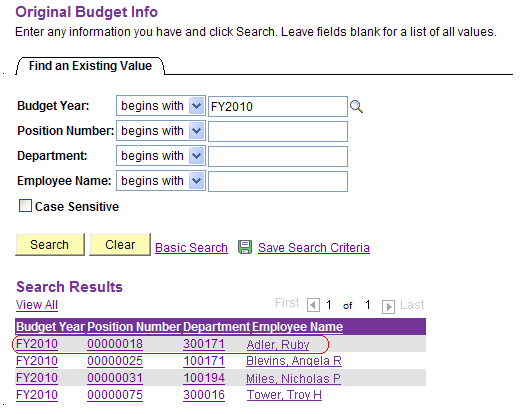 Original Budget Info
Enter any information you have and click Search. Leave fields blank for a list of all values.
Find an Existing Value
Budget Year: begins with FY2010
Position Number: begins with
Department: begins with
Employee Name: begins with
Case Sensitive
Search Clear Basic Search Save Search Criteria
Search Results
View All First 1 of 1 Last
Budget Year Position Number Department Employee Name
FY2010 00000018 300171 Adler, Ruby
FY2010 00000025 100171 Blevins, Angela R
FY2010 00000031 100194 Miles, Nicholas P
FY2010 00000075 300016 Tower, Troy H